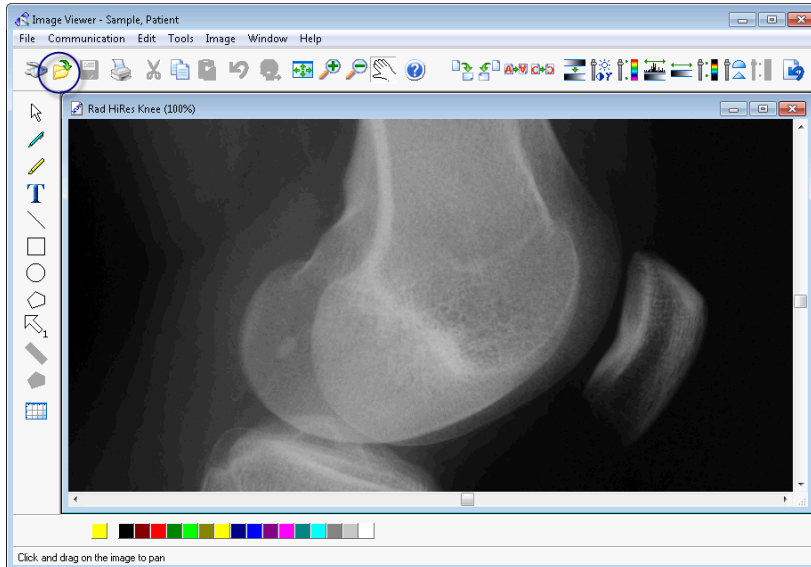 Image Viewer - Sample, Patient
File Communication Edit Tools Image Window Help
Rad HiRes Knee (100%)
T
1
Click and drag on the image to pan